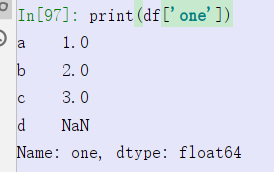 In[97]: print(df['one'])
a    1.0
b    2.0
c    3.0
d    NaN
Name: one, dtype: float64